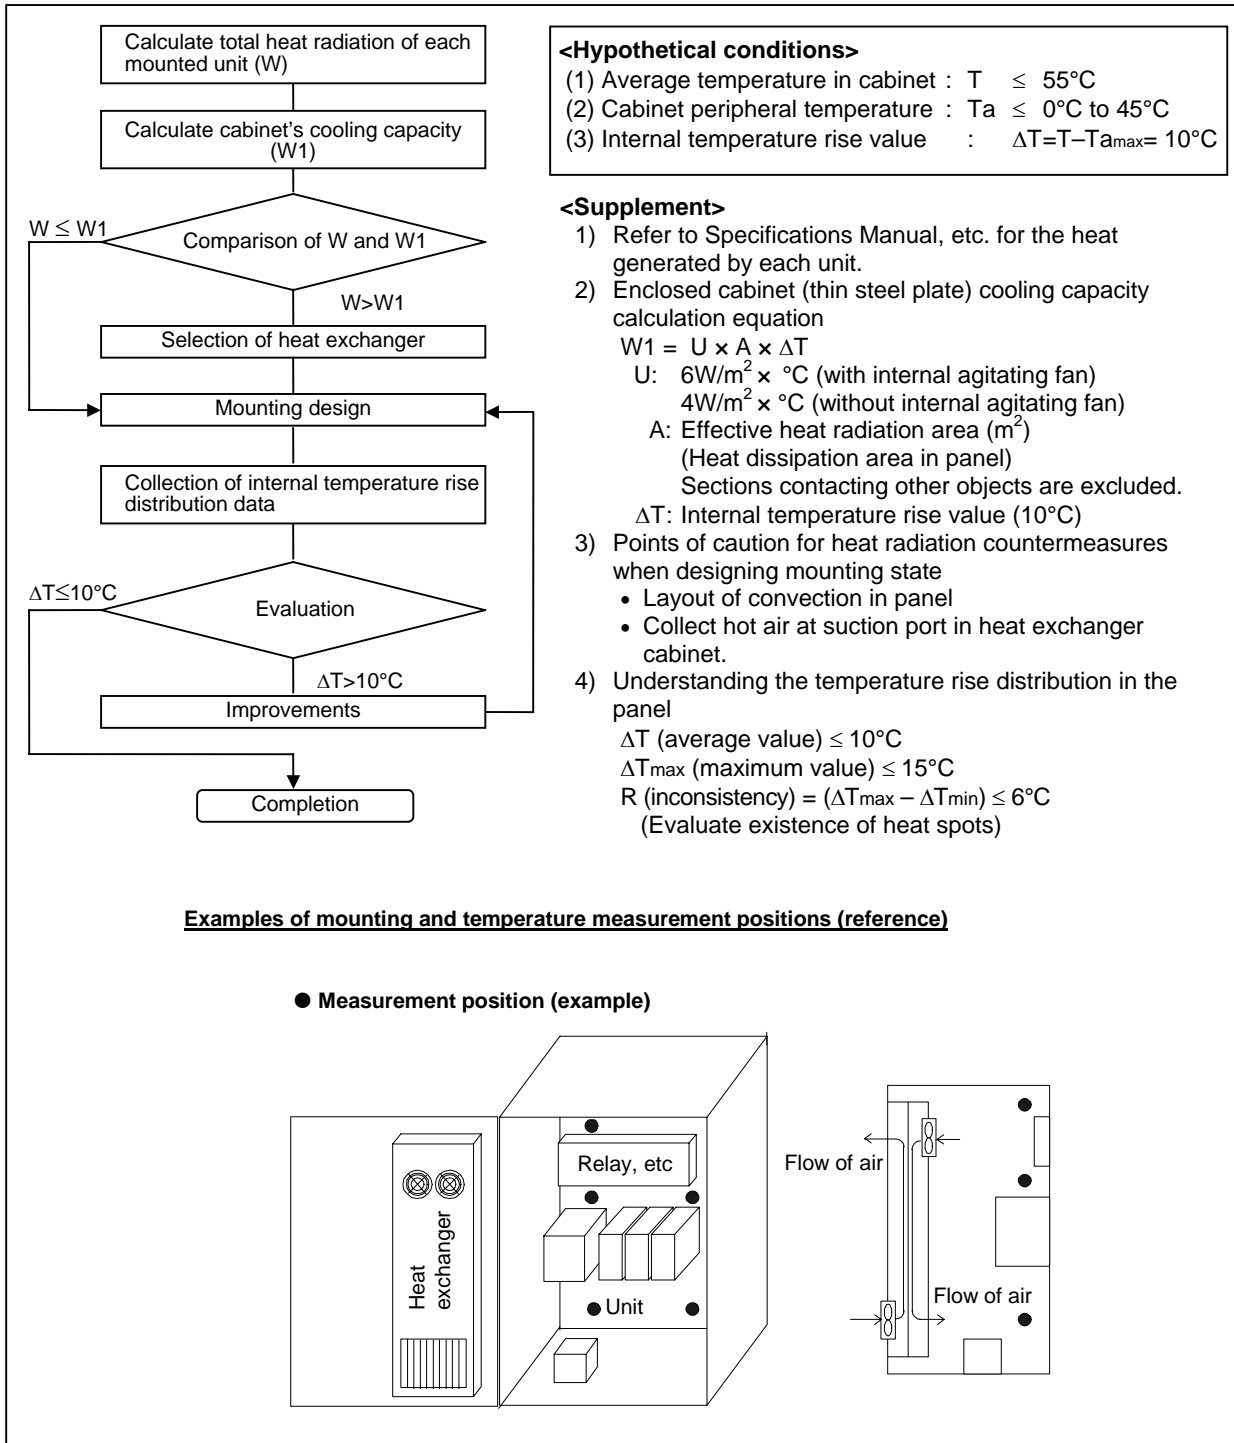 Calculate total heat radiation of each
mounted unit (W)
Calculate cabinet's cooling capacity
(W1)
W ≤ W1
Comparison of W and W1
W>W1
Selection of heat exchanger
Mounting design
Collection of internal temperature rise
distribution data
ΔT≤10°C
Evaluation
ΔT>10°C
Improvements
Completion
<Hypothetical conditions>
(1) Average temperature in cabinet : T ≤ 55°C
(2) Cabinet peripheral temperature : Ta ≤ 0°C to 45°C
(3) Internal temperature rise value : ΔT=T–Tamax= 10°C
<Supplement>
1) Refer to Specifications Manual, etc. for the heat
generated by each unit.
2) Enclosed cabinet (thin steel plate) cooling capacity
calculation equation
W1 = U × A × ΔT
U: 6W/m² × °C (with internal agitating fan)
4W/m² × °C (without internal agitating fan)
A: Effective heat radiation area (m²)
(Heat dissipation area in panel)
Sections contacting other objects are excluded.
ΔT: Internal temperature rise value (10°C)
3) Points of caution for heat radiation countermeasures
when designing mounting state
• Layout of convection in panel
• Collect hot air at suction port in heat exchanger
cabinet.
4) Understanding the temperature rise distribution in the
panel
ΔT (average value) ≤ 10°C
ΔTmax (maximum value) ≤ 15°C
R (inconsistency) = (ΔTmax – ΔTmin) ≤ 6°C
(Evaluate existence of heat spots)
Examples of mounting and temperature measurement positions (reference)
● Measurement position (example)
Heat
exchanger
Relay, etc
Unit
Flow of air
Flow of air